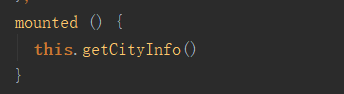 },
mounted () {
this.getCityInfo()
}